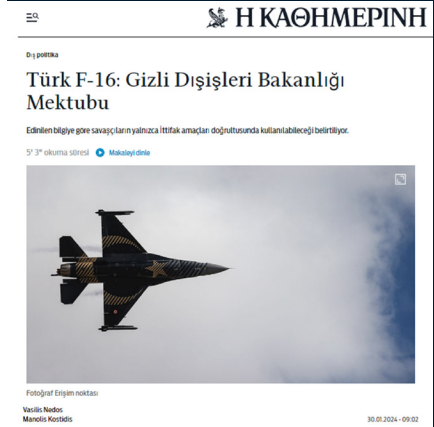 Η ΚΑΘΗΜΕΡΙΝΗ
Dış politika
Türk F-16: Gizli Dışişleri Bakanlığı
Mektubu
Edinilen bilgiye göre savaşçıların yalnızca İttifak amaçları doğrultusunda kullanılabileceği belirtiliyor.
5' 3" okuma süresi
Makaleyi dinle
Fotoğraf Erişim noktası
Vasilis Nedos
Manolis Kostidis
30.01.2024 - 09:02